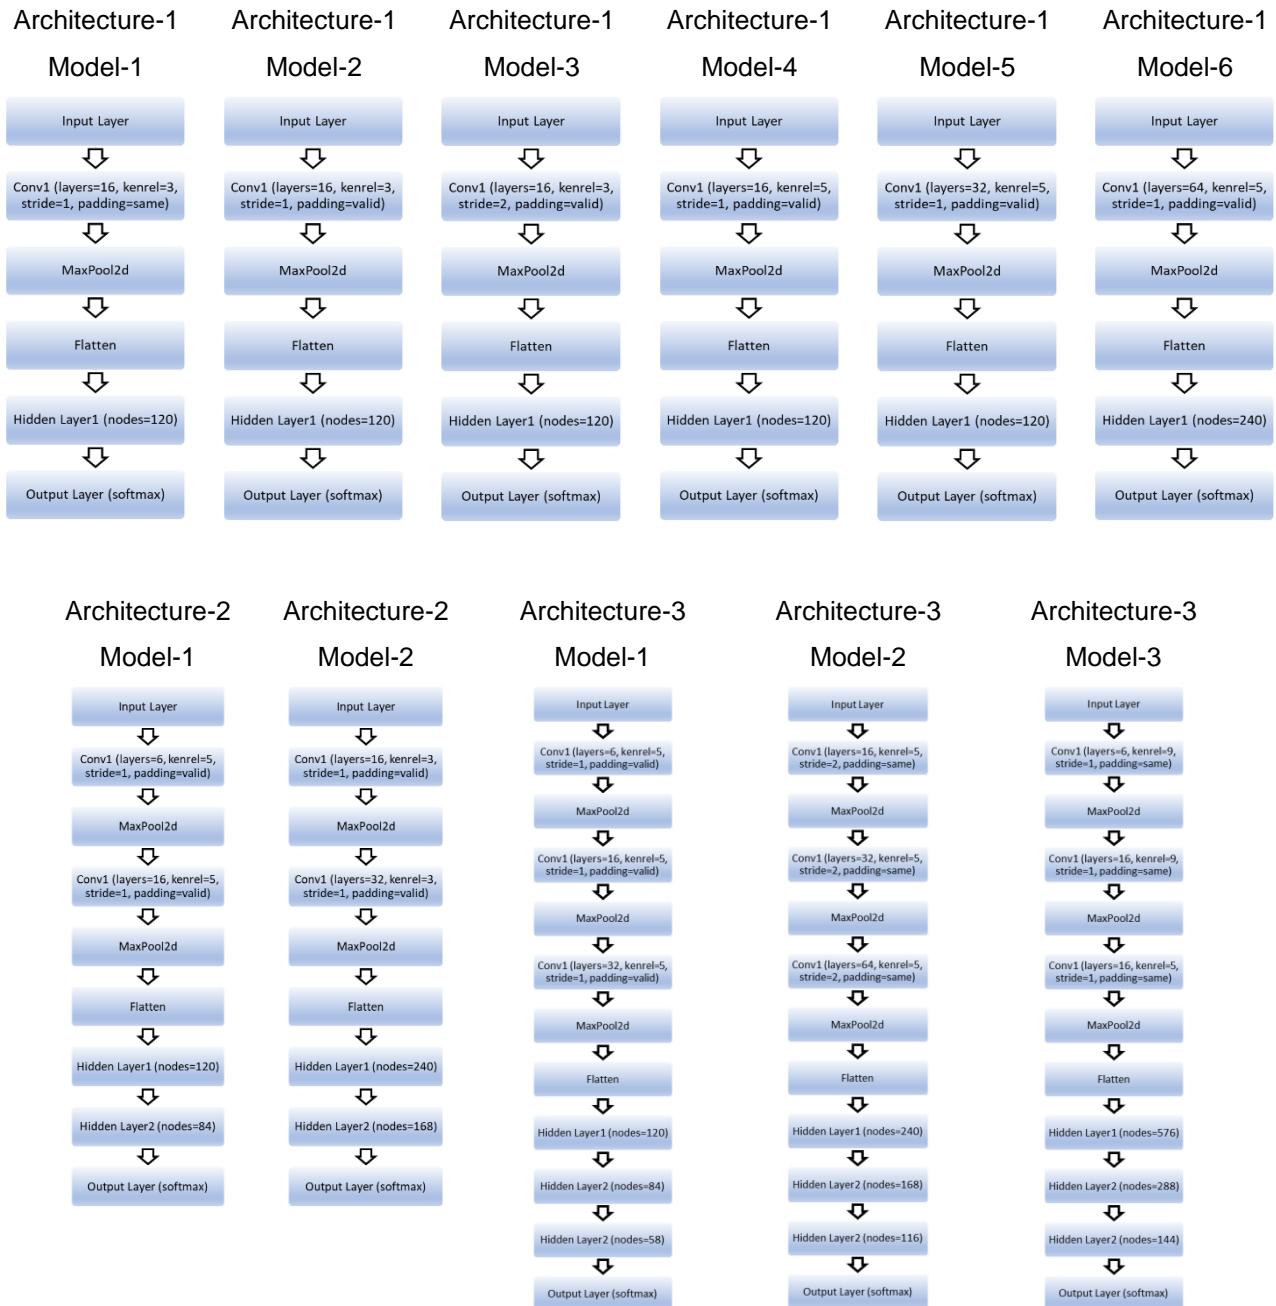 Architecture-1
Model-1
Input Layer
Conv1 (layers=16, kenrel=3,
stride=1, padding=same)
MaxPool2d
Flatten
Hidden Layer1 (nodes=120)
Output Layer (softmax)
Architecture-1
Model-2
Input Layer
Conv1 (layers=16, kenrel=3,
stride=1, padding=valid)
MaxPool2d
Flatten
Hidden Layer1 (nodes=120)
Output Layer (softmax)
Architecture-1
Model-3
Input Layer
Conv1 (layers=16, kenrel=3,
stride=2, padding=valid)
MaxPool2d
Flatten
Hidden Layer1 (nodes=120)
Output Layer (softmax)
Architecture-1
Model-4
Input Layer
Conv1 (layers=16, kenrel=5,
stride=1, padding=valid)
MaxPool2d
Flatten
Hidden Layer1 (nodes=120)
Output Layer (softmax)
Architecture-1
Model-5
Input Layer
Conv1 (layers=32, kenrel=5,
stride=1, padding=valid)
MaxPool2d
Flatten
Hidden Layer1 (nodes=120)
Output Layer (softmax)
Architecture-1
Model-6
Input Layer
Conv1 (layers=64, kenrel=5,
stride=1, padding=valid)
MaxPool2d
Flatten
Hidden Layer1 (nodes=240)
Output Layer (softmax)
Architecture-2
Model-1
Input Layer
Conv1 (layers=6, kenrel=5,
stride=1, padding=valid)
MaxPool2d
Conv1 (layers=16, kenrel=5,
stride=1, padding=valid)
MaxPool2d
Flatten
Hidden Layer1 (nodes=120)
Hidden Layer2 (nodes=84)
Output Layer (softmax)
Architecture-2
Model-2
Input Layer
Conv1 (layers=16, kenrel=3,
stride=1, padding=valid)
MaxPool2d
Conv1 (layers=32, kenrel=3,
stride=1, padding=valid)
MaxPool2d
Flatten
Hidden Layer1 (nodes=240)
Hidden Layer2 (nodes=168)
Output Layer (softmax)
Architecture-3
Model-1
Input Layer
Conv1 (layers=6, kenrel=5,
stride=1, padding=valid)
MaxPool2d
Conv1 (layers=16, kenrel=5,
stride=1, padding=valid)
MaxPool2d
Conv1 (layers=32, kenrel=5,
stride=1, padding=valid)
MaxPool2d
Flatten
Hidden Layer1 (nodes=120)
Hidden Layer2 (nodes=84)
Hidden Layer2 (nodes=58)
Output Layer (softmax)
Architecture-3
Model-2
Input Layer
Conv1 (layers=16, kenrel=5,
stride=2, padding=same)
MaxPool2d
Conv1 (layers=32, kenrel=5,
stride=2, padding=same)
MaxPool2d
Conv1 (layers=64, kenrel=5,
stride=2, padding=same)
MaxPool2d
Flatten
Hidden Layer1 (nodes=240)
Hidden Layer2 (nodes=168)
Hidden Layer2 (nodes=116)
Output Layer (softmax)
Architecture-3
Model-3
Input Layer
Conv1 (layers=6, kenrel=9,
stride=1, padding=same)
MaxPool2d
Conv1 (layers=16, kenrel=9,
stride=1, padding=same)
MaxPool2d
Conv1 (layers=16, kenrel=5,
stride=1, padding=same)
MaxPool2d
Flatten
Hidden Layer1 (nodes=576)
Hidden Layer2 (nodes=288)
Hidden Layer2 (nodes=144)
Output Layer (softmax)